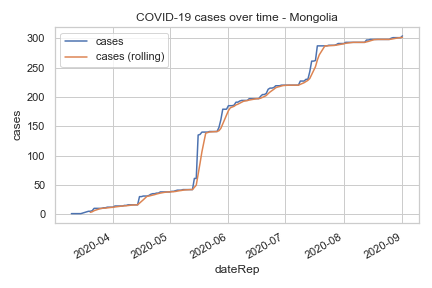 COVID-19 cases over time - Mongolia
cases
cases (rolling)
300
250
200
150
100
50
0
cases
2020-04
2020-05
2020-06
2020-07
2020-08
2020-09
dateRep